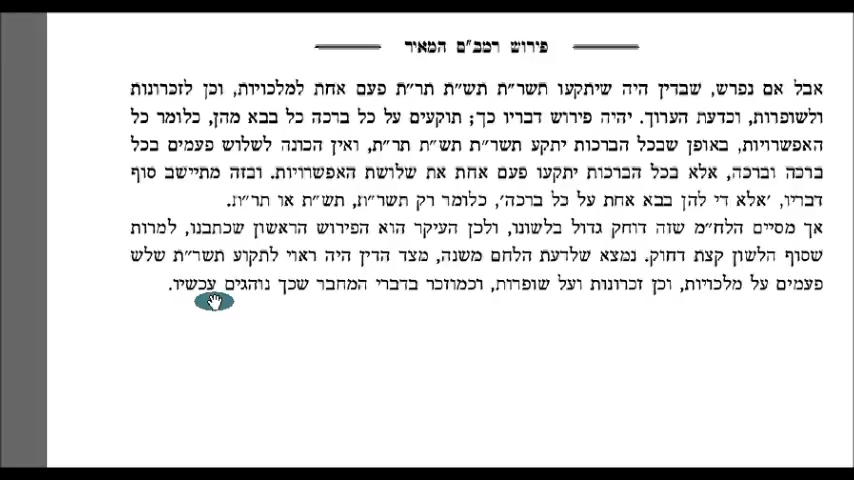 פירוש רמב"ם המאיר
אבל אם נפרש, שבדין היה שיתקעו תשר״ת תש״ת תר״ת פעם אחת למלכויות, וכן לזכרונות
ולשופרות, וכדעת הערוך. יהיה פירוש דבריו כך; תוקעים על כל ברכה כל בבא מהן, כלומר כל
האפשרויות, באופן שבכל הברכות יתקע תשר״ת תש״ת תר״ת, ואין הכונה לשלוש פעמים בכל
ברכה וברכה, אלא בכל הברכות יתקעו פעם אחת את שלושת האפשרויות. ובזה מתיישב סוף
דבריו, 'אלא די להן בבא אחת על כל ברכה', כלומר רק תשר״ת, תש״ת או תר״ת.
אך מסיים הלח״מ שזה דוחק גדול בלשונו, ולכן העיקר הוא הפירוש הראשון שכתבנו, למרות
שסוף הלשון קצת דחוק. נמצא שלדעת הלחם משנה, מצד הדין היה ראוי לתקוע תשר״ת שלש
פעמים על מלכויות, וכן זכרונות ועל שופרות, וכמוזכר בדברי המחבר שכך נוהגים עכשיו.